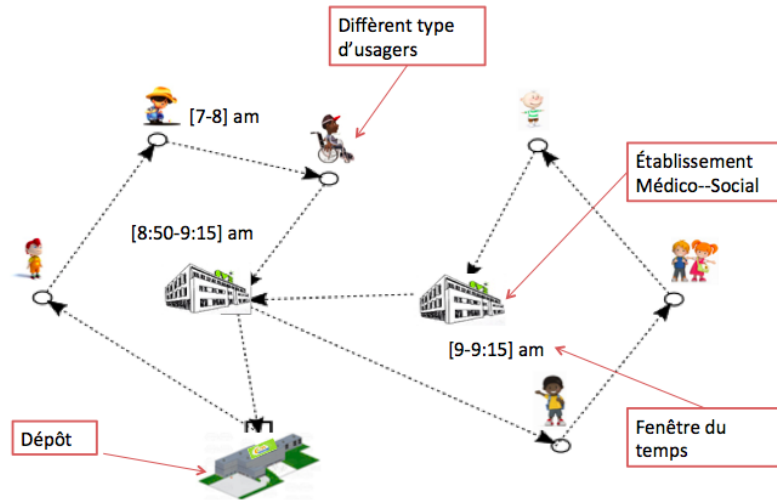 Diffèrent type
d'usagers
[7-8] am
Établissement
Médico--Social
[8:50-9:15] am
[9-9:15] am
Fenêtre du
temps
Dépôt